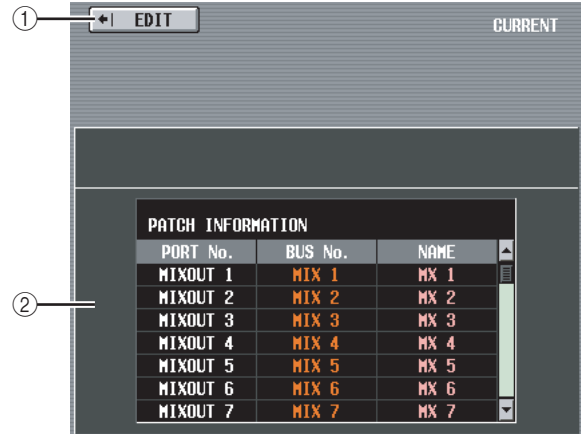 ① EDIT CURRENT
PATCH INFORMATION
PORT No. BUS No. NAME
MIXOUT 1 MIX 1 MX 1
② MIXOUT 2 MIX 2 MX 2
MIXOUT 3 MIX 3 MX 3
MIXOUT 4 MIX 4 MX 4
MIXOUT 5 MIX 5 MX 5
MIXOUT 6 MIX 6 MX 6
MIXOUT 7 MIX 7 MX 7